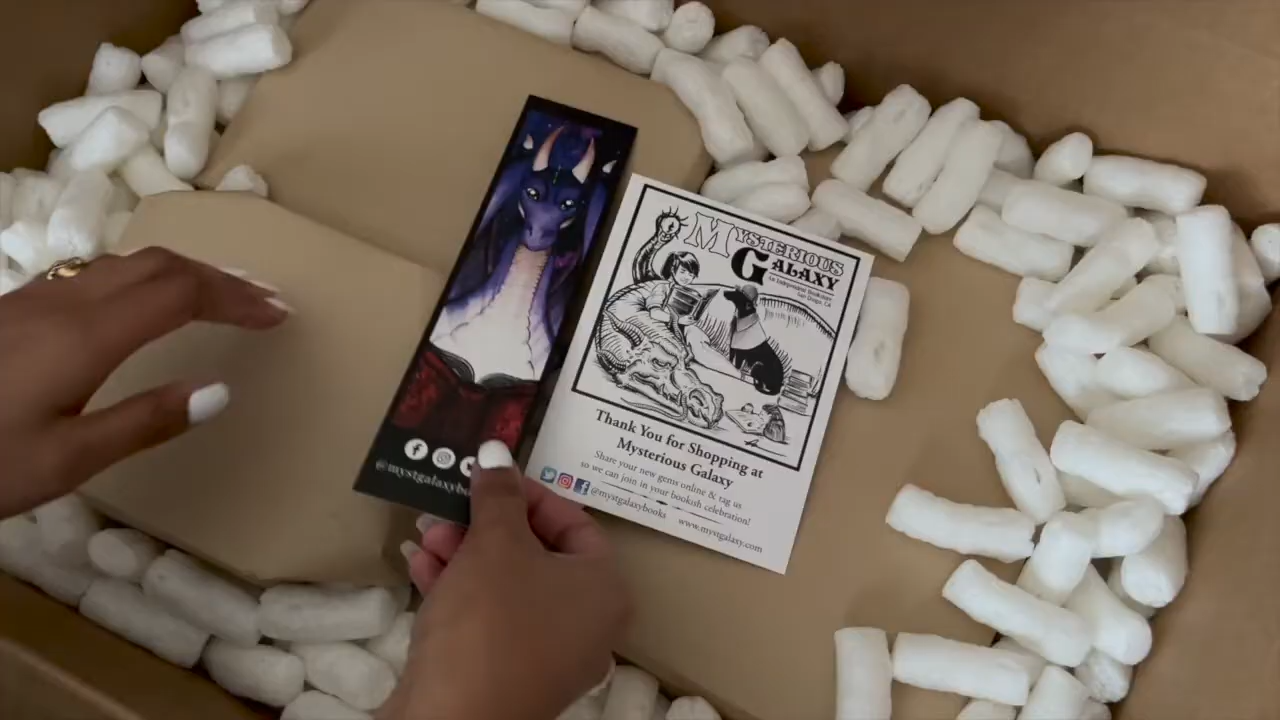 @mystgalaxybo
Mysterious
Galaxy
An Independent Bookstore
San Diego, CA
Thank You for Shopping at
Mysterious Galaxy
Share your new gems online & tag us
so we can join in your bookish celebration!
@mystgalaxybooks www.mystgalaxy.com